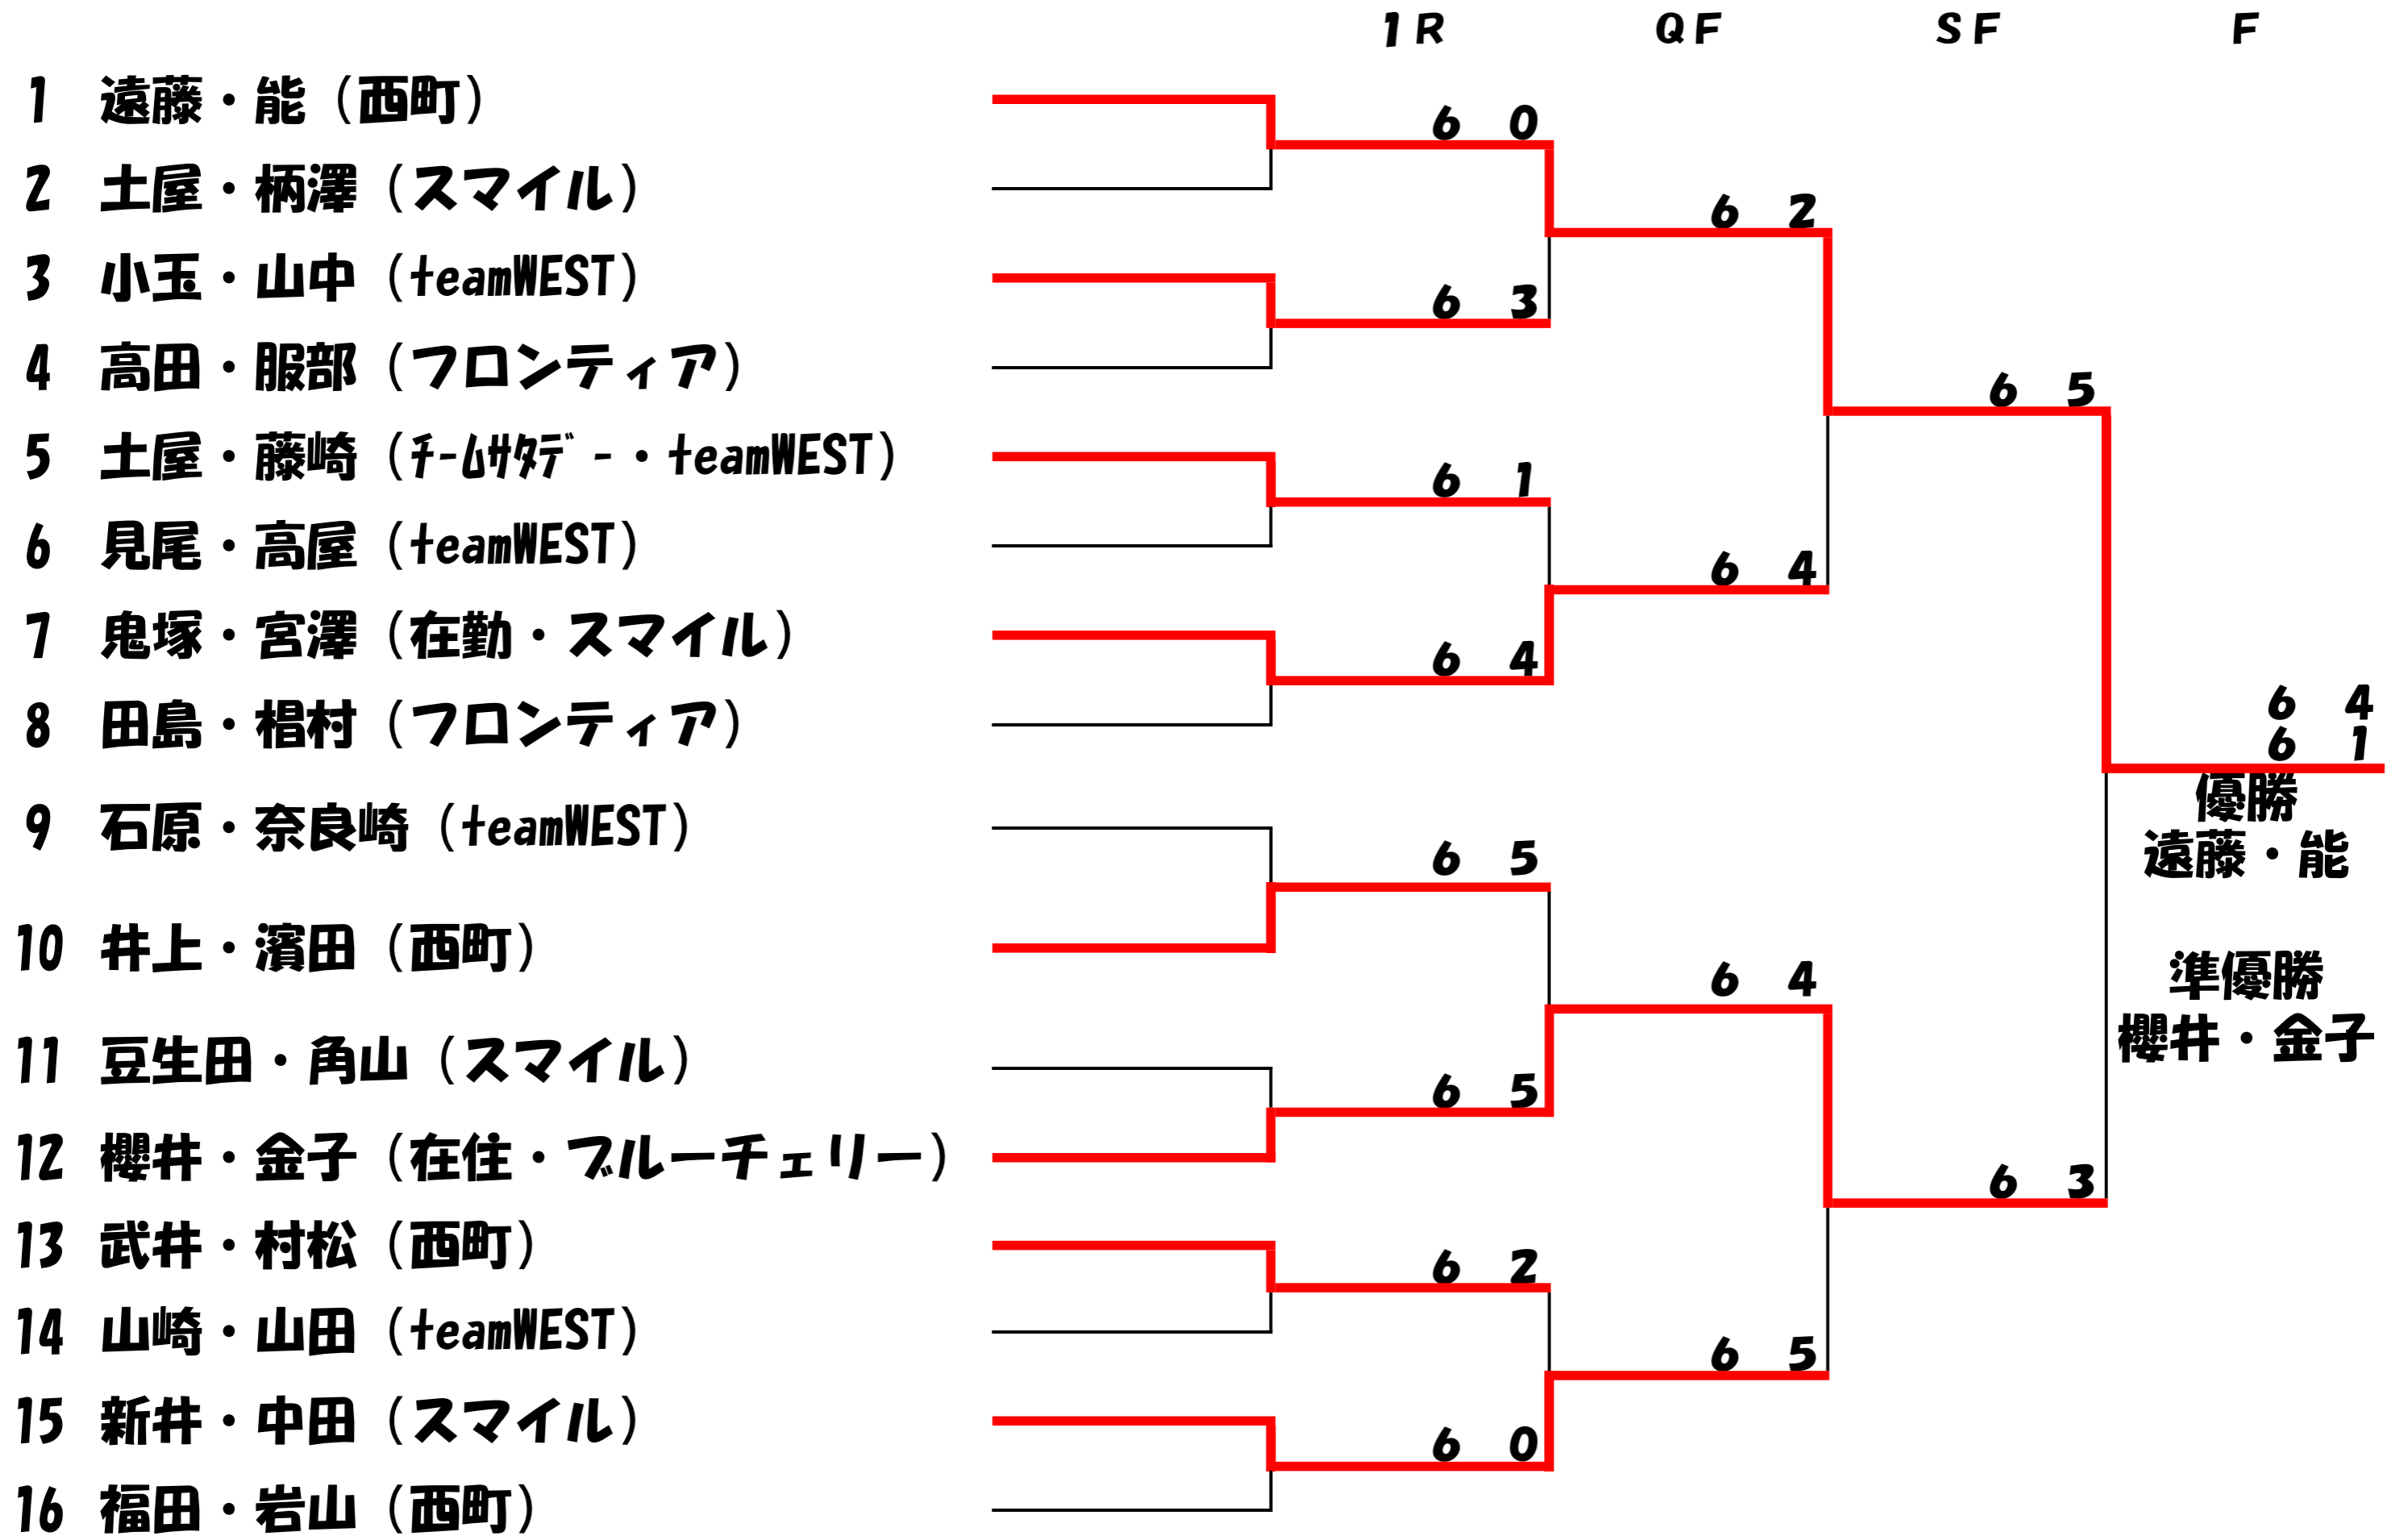 1R QF SF F
1 遠藤・能（西町）
6 0
2 土屋・柄澤（スマイル）
6 2
3 小玉・山中（teamWEST）
6 3
4 高田・服部（フロンティア）
6 5
5 土屋・藤崎（ﾁｰﾑｻﾀﾃﾞｰ・teamWEST）
6 1
6 見尾・高屋（teamWEST）
6 4
7 鬼塚・宮澤（在勤・スマイル）
6 4
8 田島・椙村（フロンティア）
6 4
6 1
優勝
9 石原・奈良崎（teamWEST）
6 5
遠藤・能
10 井上・濱田（西町）
6 4
準優勝
櫻井・金子
11 豆生田・角山（スマイル）
6 5
12 櫻井・金子（在住・ブルーチェリー）
6 3
13 武井・村松（西町）
6 2
14 山崎・山田（teamWEST）
6 5
15 新井・中田（スマイル）
6 0
16 福田・岩山（西町）